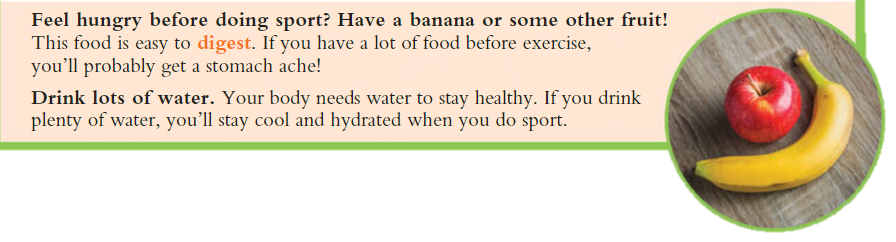 Feel hungry before doing sport? Have a banana or some other fruit!
This food is easy to digest. If you have a lot of food before exercise,
you’ll probably get a stomach ache!
Drink lots of water. Your body needs water to stay healthy. If you drink
plenty of water, you’ll stay cool and hydrated when you do sport.